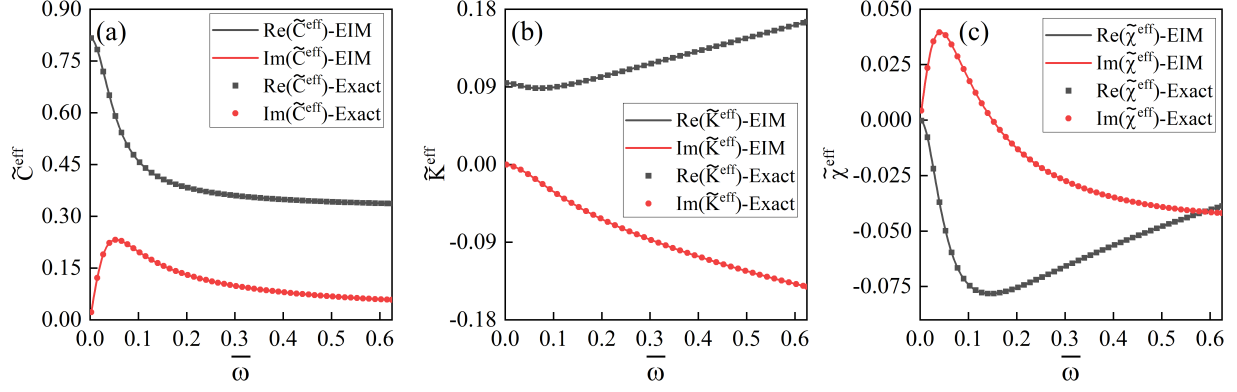 (a)
Re(C̃ᵉᶠᶠ)-EIM
Im(C̃ᵉᶠᶠ)-EIM
Re(C̃ᵉᶠᶠ)-Exact
Im(C̃ᵉᶠᶠ)-Exact
0.90
0.75
0.60
0.45
0.30
0.15
0.00
C̃ᵉᶠᶠ
0.0 0.1 0.2 0.3 0.4 0.5 0.6
ω̅
(b)
Re(K̃ᵉᶠᶠ)-EIM
Im(K̃ᵉᶠᶠ)-EIM
Re(K̃ᵉᶠᶠ)-Exact
Im(K̃ᵉᶠᶠ)-Exact
0.18
0.09
0.00
-0.09
-0.18
K̃ᵉᶠᶠ
0.0 0.1 0.2 0.3 0.4 0.5 0.6
ω̅
(c)
Re(χ̃ᵉᶠᶠ)-EIM
Im(χ̃ᵉᶠᶠ)-EIM
Re(χ̃ᵉᶠᶠ)-Exact
Im(χ̃ᵉᶠᶠ)-Exact
0.050
0.025
0.000
-0.025
-0.050
-0.075
χ̃ᵉᶠᶠ
0.0 0.1 0.2 0.3 0.4 0.5 0.6
ω̅